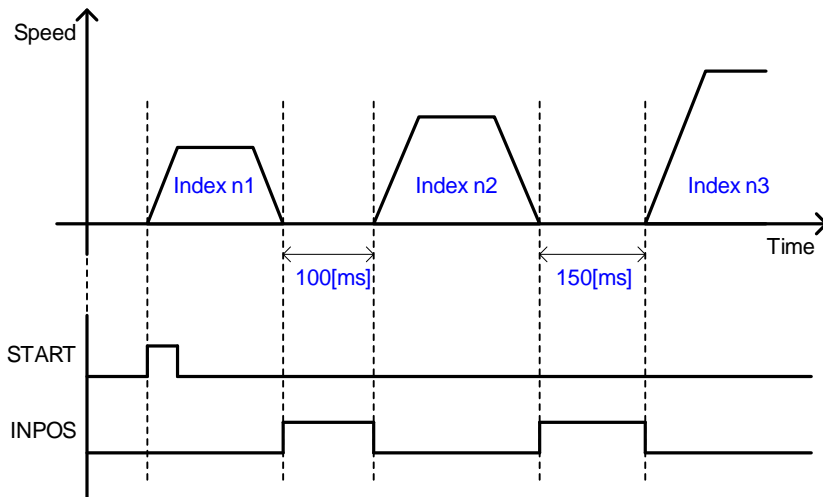 Speed
Index n1
Index n2
Index n3
Time
100[ms]
150[ms]
START
INPOS